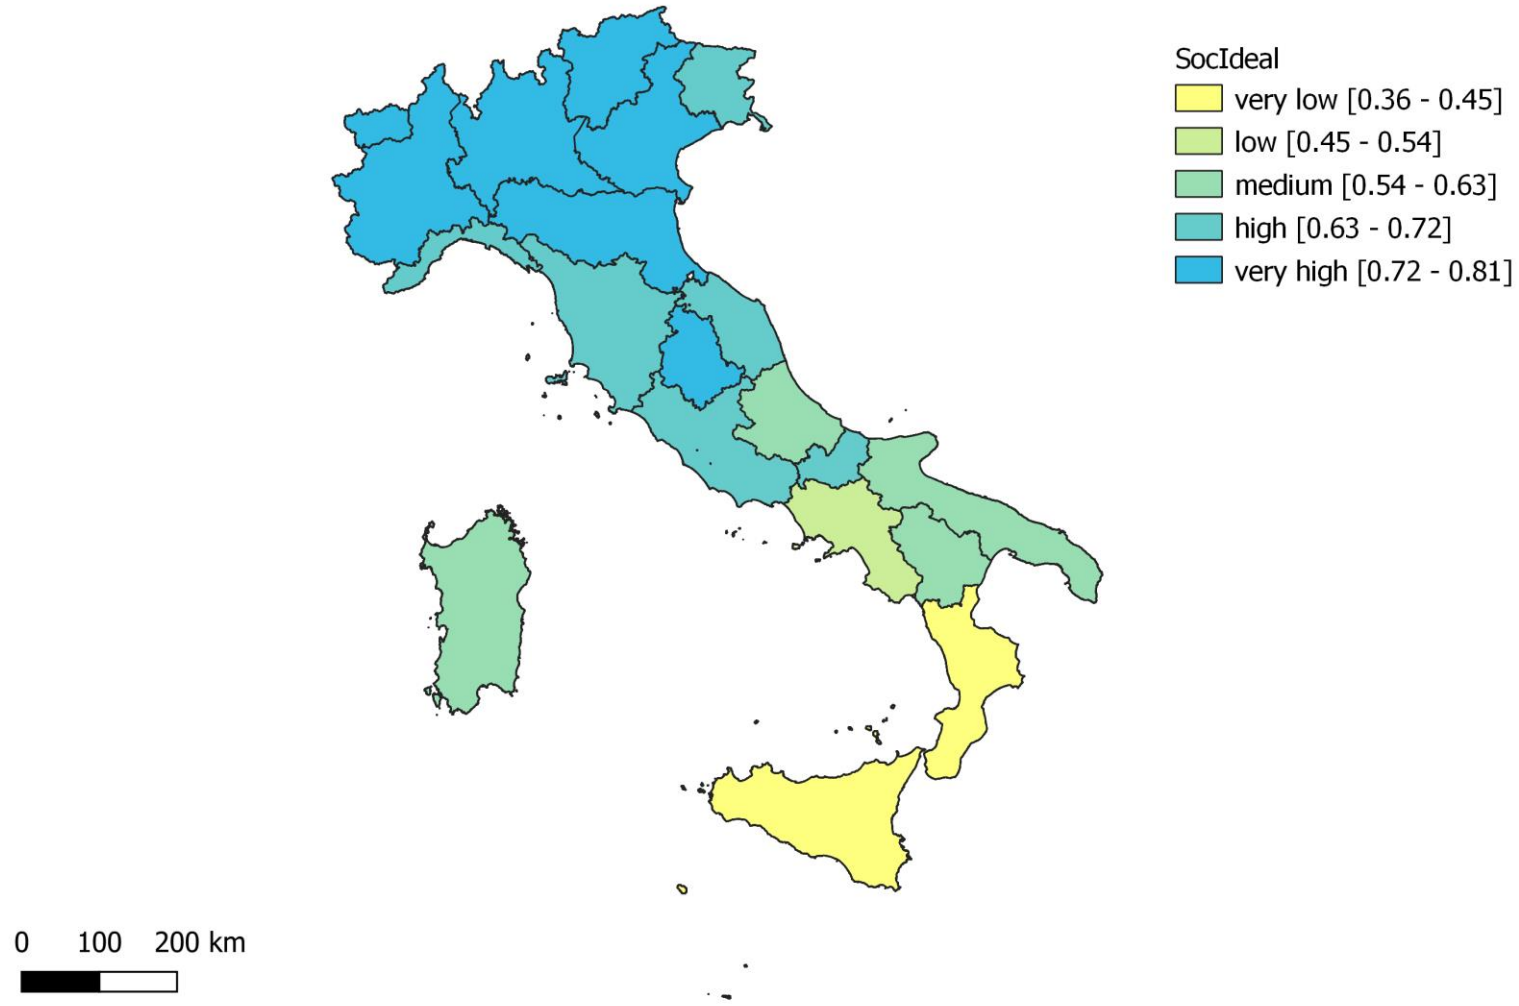 SocIdeal
very low [0.36 - 0.45]
low [0.45 - 0.54]
medium [0.54 - 0.63]
high [0.63 - 0.72]
very high [0.72 - 0.81]
0 100 200 km